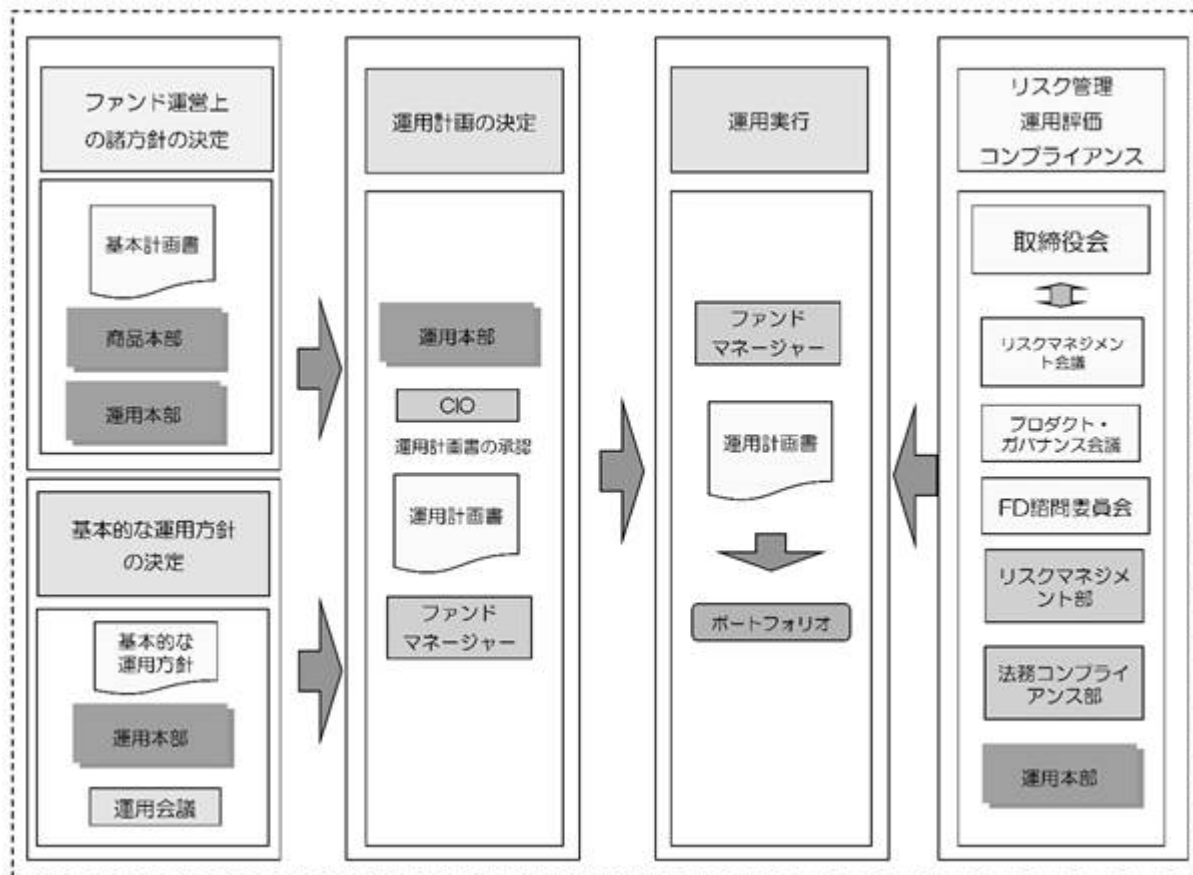 ファンド運営上
の諸方針の決定
基本計画書
商品本部
運用本部
基本的な運用方針
の決定
基本的な
運用方針
運用本部
運用会議
運用計画の決定
運用本部
CIO
運用計画書の承認
運用計画書
ファンド
マネージャー
運用実行
ファンド
マネージャー
運用計画書
ポートフォリオ
リスク管理
運用評価
コンプライアンス
取締役会
リスクマネジメン
ト会議
プロダクト・
ガバナンス会議
FD諮問委員会
リスクマネジメ
ント部
法務コンプライ
アンス部
運用本部